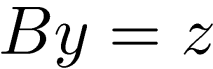 By = z